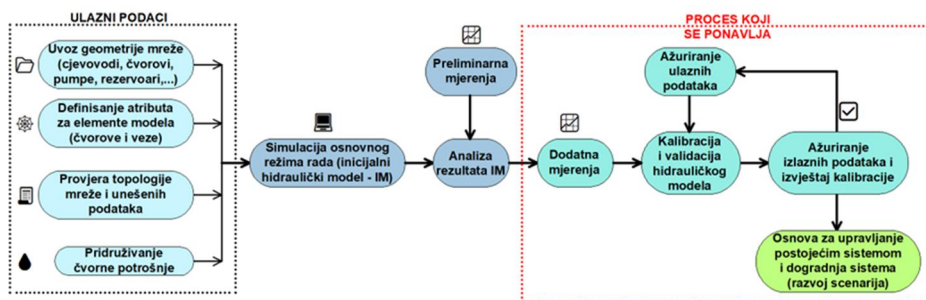 ULAZNI PODACI
Uvoz geometrije mreže
(cjevovodi, čvorovi,
pumpe, rezervoari,...)
Definisanje atributa
za elemente modela
(čvorove i veze)
Provjera topologije
mreže i unešenih
podataka
Pridruživanje
čvorne potrošnje
Simulacija osnovnog
režima rada (inicijalni
hidraulički model - IM)
Preliminarna
mjerenja
Analiza
rezultata IM
PROCES KOJI
SE PONAVLJA
Dodatna
mjerenja
Ažuriranje
ulaznih
podataka
Kalibracija
i validacija
hidrauličkog
modela
Ažuriranje
izlaznih podataka i
izvještaj kalibracije
Osnova za upravljanje
postojećim sistemom
i dogradnja sistema
(razvoj scenarija)